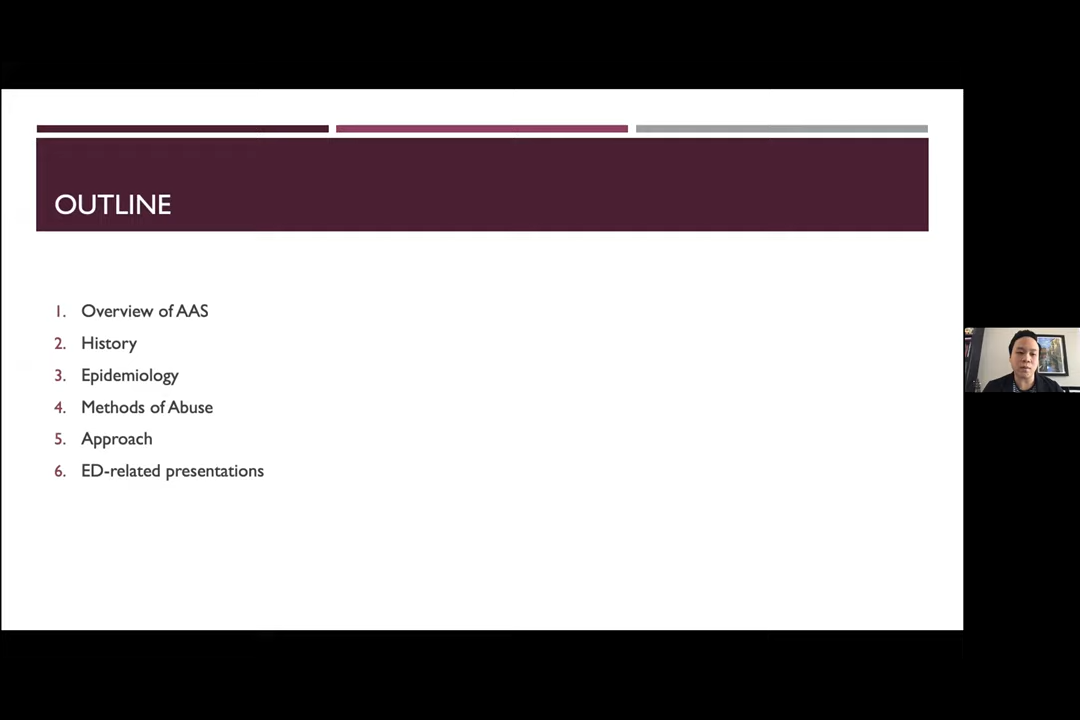 OUTLINE
1. Overview of AAS
2. History
3. Epidemiology
4. Methods of Abuse
5. Approach
6. ED-related presentations